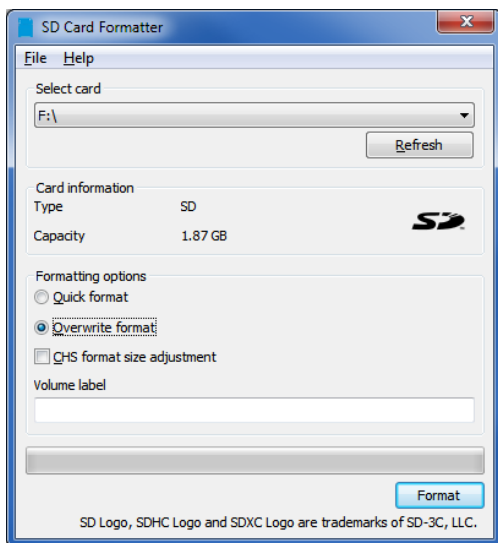 SD Card Formatter
File Help
Select card
F:\
Refresh
Card information
Type SD
Capacity 1.87 GB
SD
Formatting options
Quick format
Overwrite format
CHS format size adjustment
Volume label
Format
SD Logo, SDHC Logo and SDXC Logo are trademarks of SD-3C, LLC.